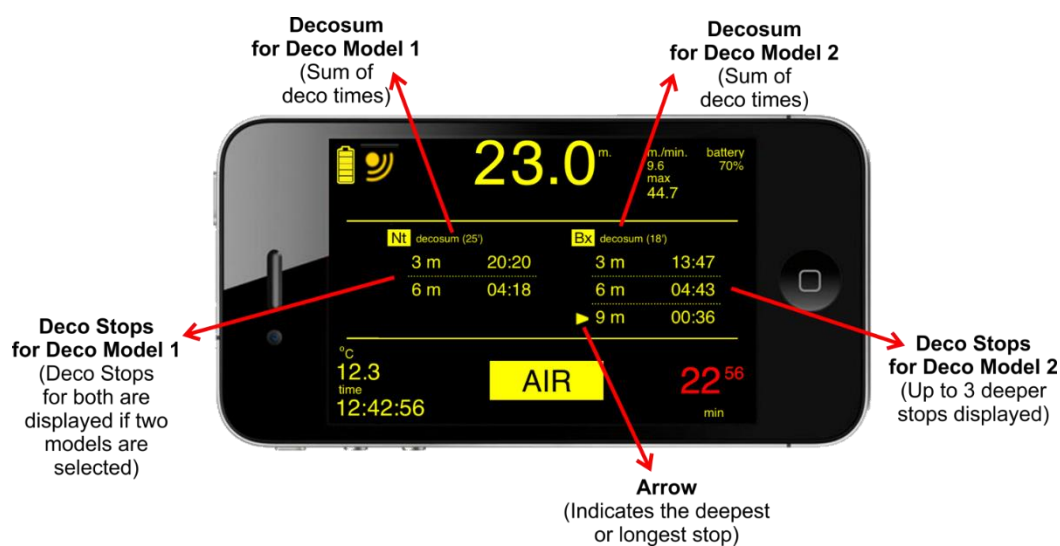 Decosum
for Deco Model 1
(Sum of
deco times)
Decosum
for Deco Model 2
(Sum of
deco times)
23.0 m.
m./min.
9.6
max
44.7
battery
70%
Nt decosum (25')
3 m 20:20
6 m 04:18
Bx decosum (18')
3 m 13:47
6 m 04:43
9 m 00:36
Deco Stops
for Deco Model 1
(Deco Stops
for both are
displayed if two
models are
selected)
Deco Stops
for Deco Model 2
(Up to 3 deeper
stops displayed)
°C
12.3
time
12:42:56
AIR
22 56
min
Arrow
(Indicates the deepest
or longest stop)